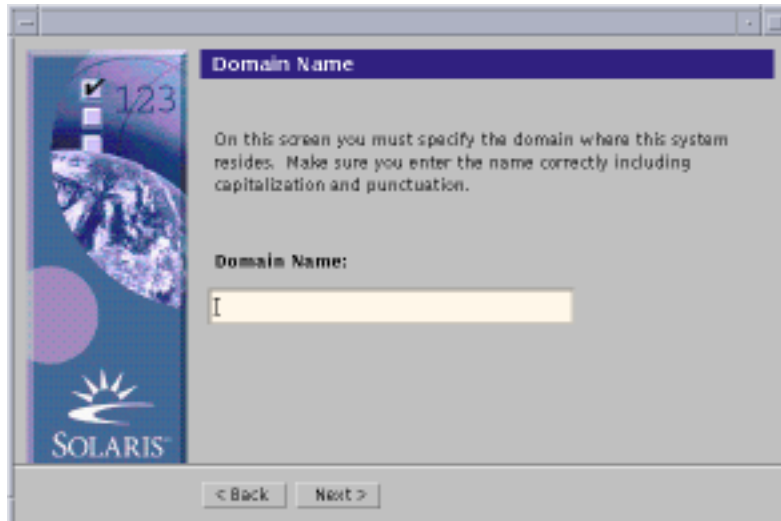 Domain Name
123
On this screen you must specify the domain where this system
resides. Make sure you enter the name correctly including
capitalization and punctuation.
Domain Name:
SOLARIS™
< Back
Next >